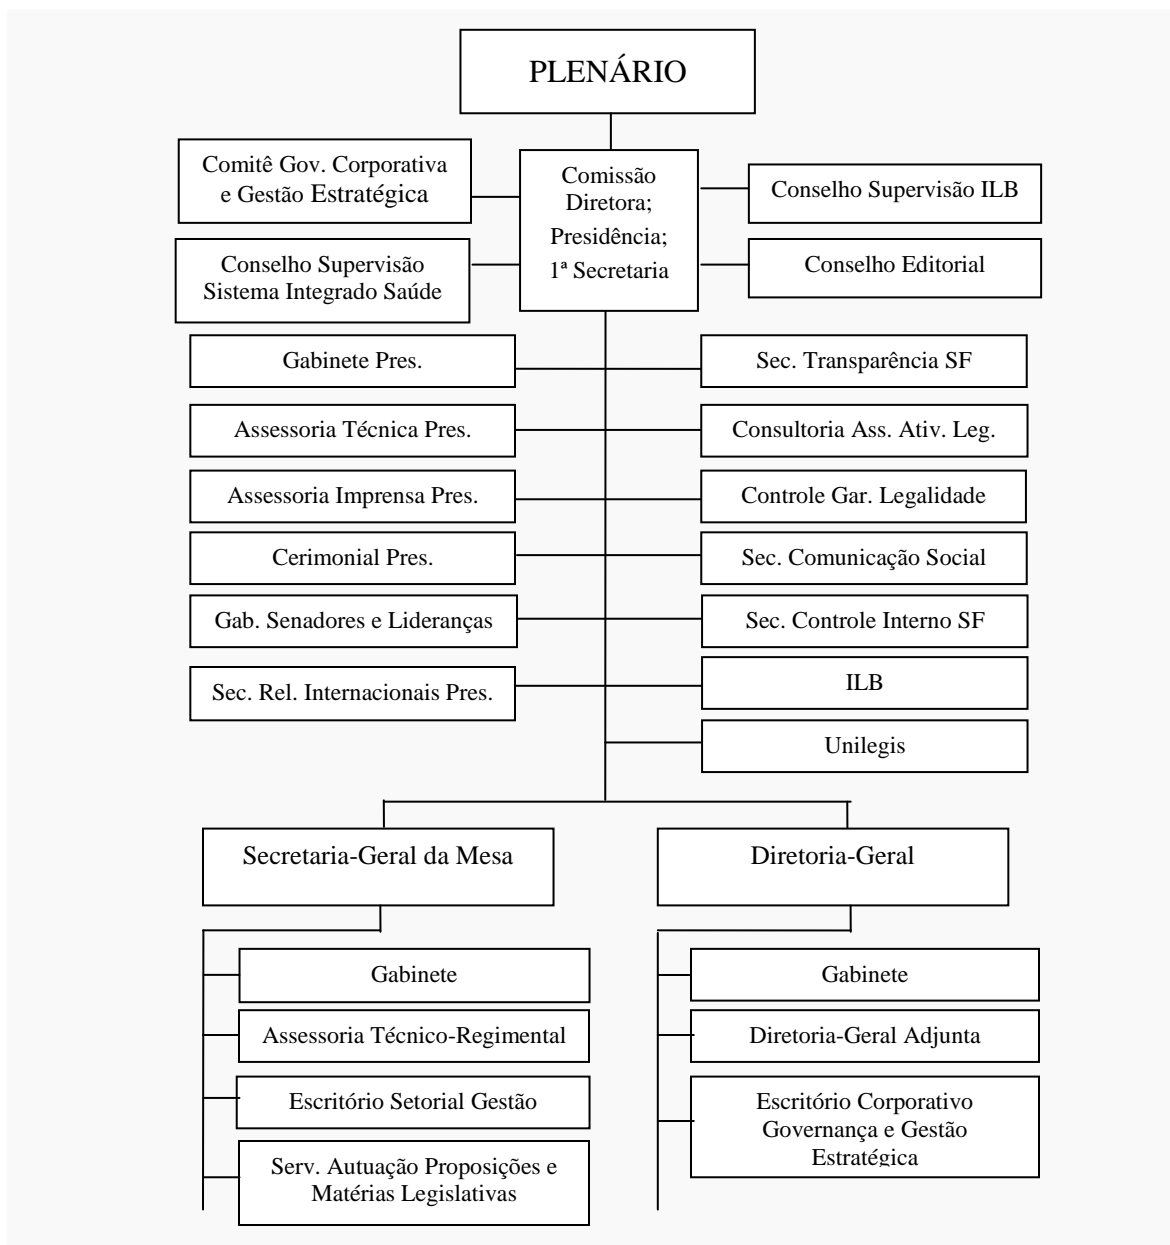 PLENÁRIO
Comitê Gov. Corporativa
e Gestão Estratégica
Comissão
Diretora;
Presidência;
1ª Secretaria
Conselho Supervisão ILB
Conselho Supervisão
Sistema Integrado Saúde
Conselho Editorial
Gabinete Pres.
Sec. Transparência SF
Assessoria Técnica Pres.
Consultoria Ass. Ativ. Leg.
Assessoria Imprensa Pres.
Controle Gar. Legalidade
Cerimonial Pres.
Sec. Comunicação Social
Gab. Senadores e Lideranças
Sec. Controle Interno SF
Sec. Rel. Internacionais Pres.
ILB
Unilegis
Secretaria-Geral da Mesa
Diretoria-Geral
Gabinete
Assessoria Técnico-Regimental
Escritório Setorial Gestão
Serv. Autuação Proposições e
Matérias Legislativas
Gabinete
Diretoria-Geral Adjunta
Escritório Corporativo
Governança e Gestão
Estratégica